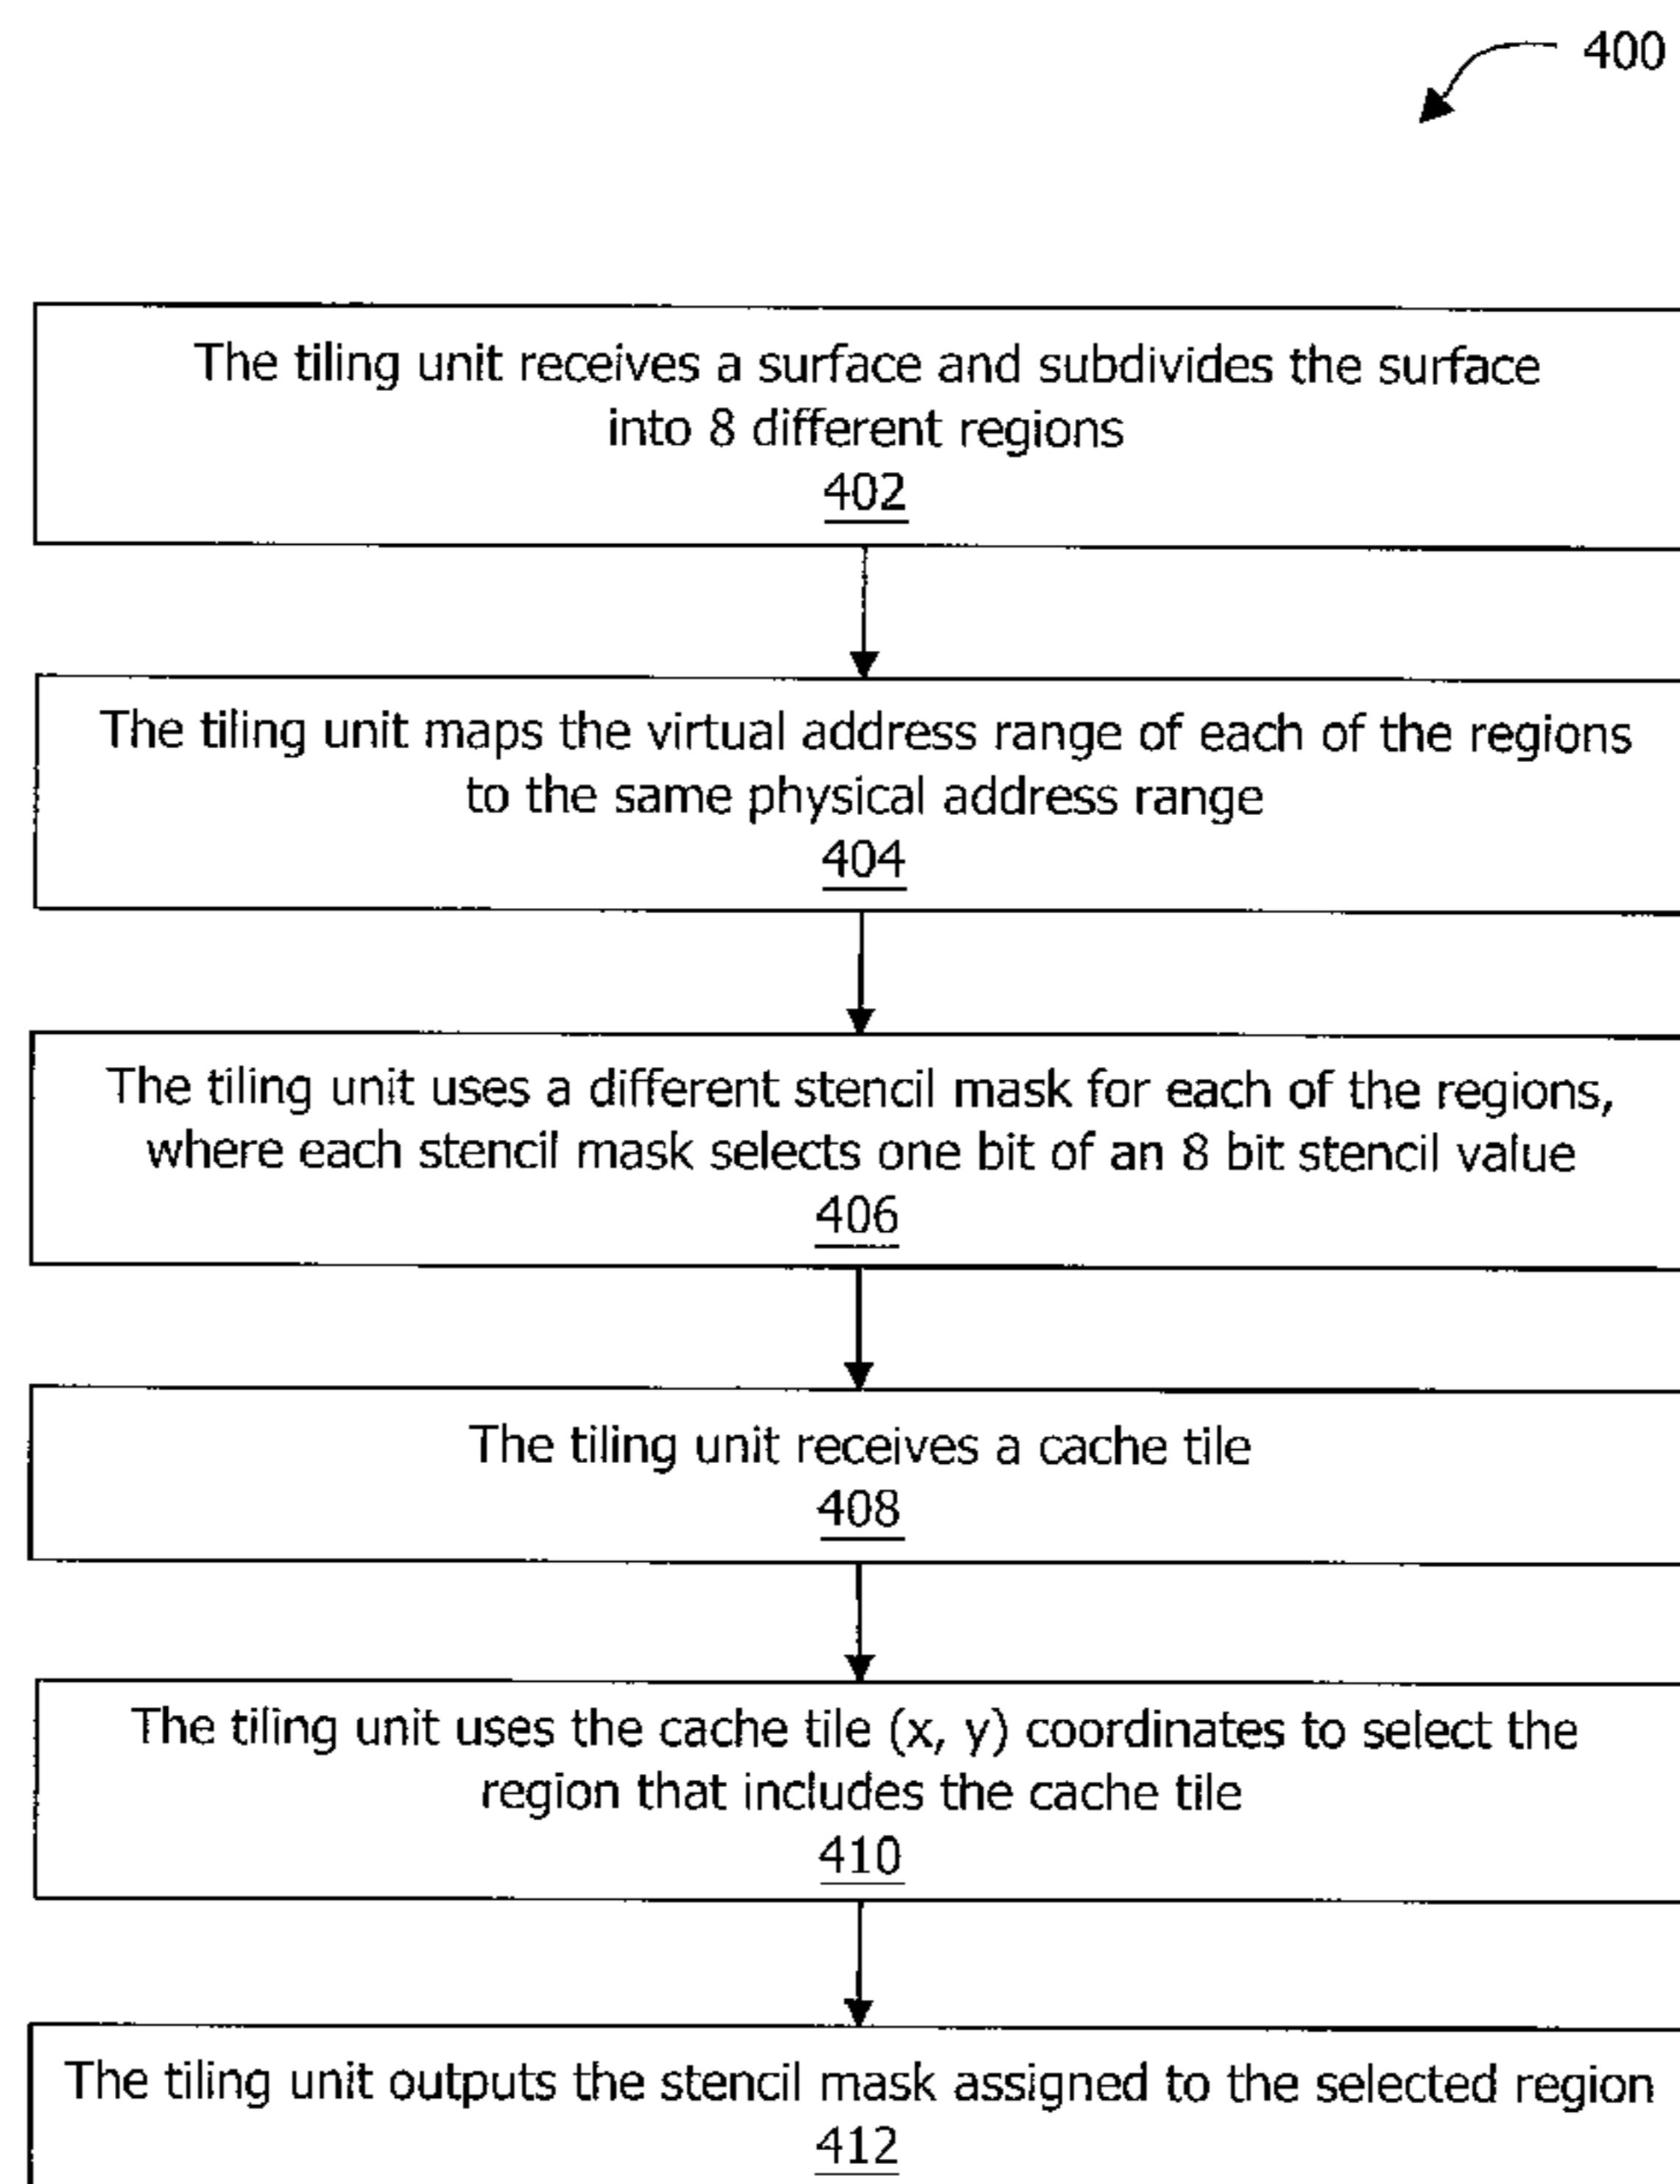 400
The tiling unit receives a surface and subdivides the surface
into 8 different regions
402
The tiling unit maps the virtual address range of each of the regions
to the same physical address range
404
The tiling unit uses a different stencil mask for each of the regions,
where each stencil mask selects one bit of an 8 bit stencil value
406
The tiling unit receives a cache tile
408
The tiling unit uses the cache tile (x, y) coordinates to select the
region that includes the cache tile
410
The tiling unit outputs the stencil mask assigned to the selected region
412